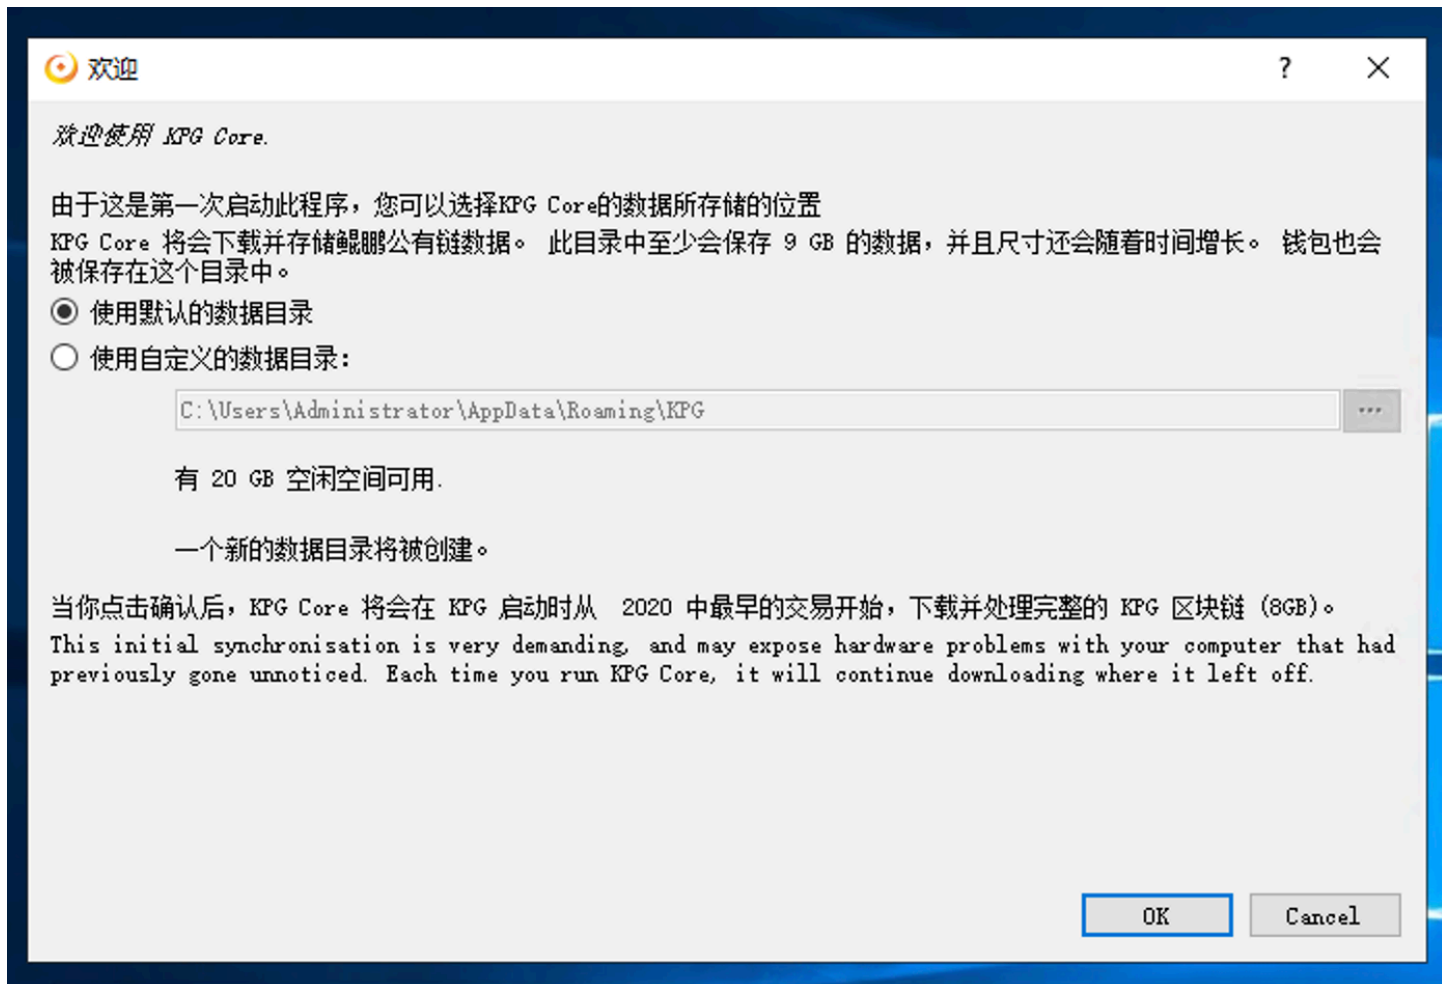 欢迎
?
欢迎使用 KPG Core.
由于这是第一次启动此程序，您可以选择KPG Core的数据所存储的位置
KPG Core 将会下载并存储鲲鹏公有链数据。 此目录中至少会保存 9 GB 的数据，并且尺寸还会随着时间增长。 钱包也会
被保存在这个目录中。
使用默认的数据目录
使用自定义的数据目录：
C:\Users\Administrator\AppData\Roaming\KPG
...
有 20 GB 空闲空间可用.
一个新的数据目录将被创建。
当你点击确认后，KPG Core 将会在 KPG 启动时从  2020 中最早的交易开始，下载并处理完整的 KPG 区块链 (8GB)。
This initial synchronisation is very demanding, and may expose hardware problems with your computer that had
previously gone unnoticed. Each time you run KPG Core, it will continue downloading where it left off.
OK
Cancel